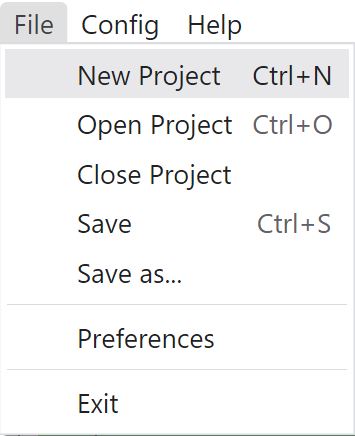 File Config Help
New Project Ctrl+N
Open Project Ctrl+O
Close Project
Save Ctrl+S
Save as...
Preferences
Exit